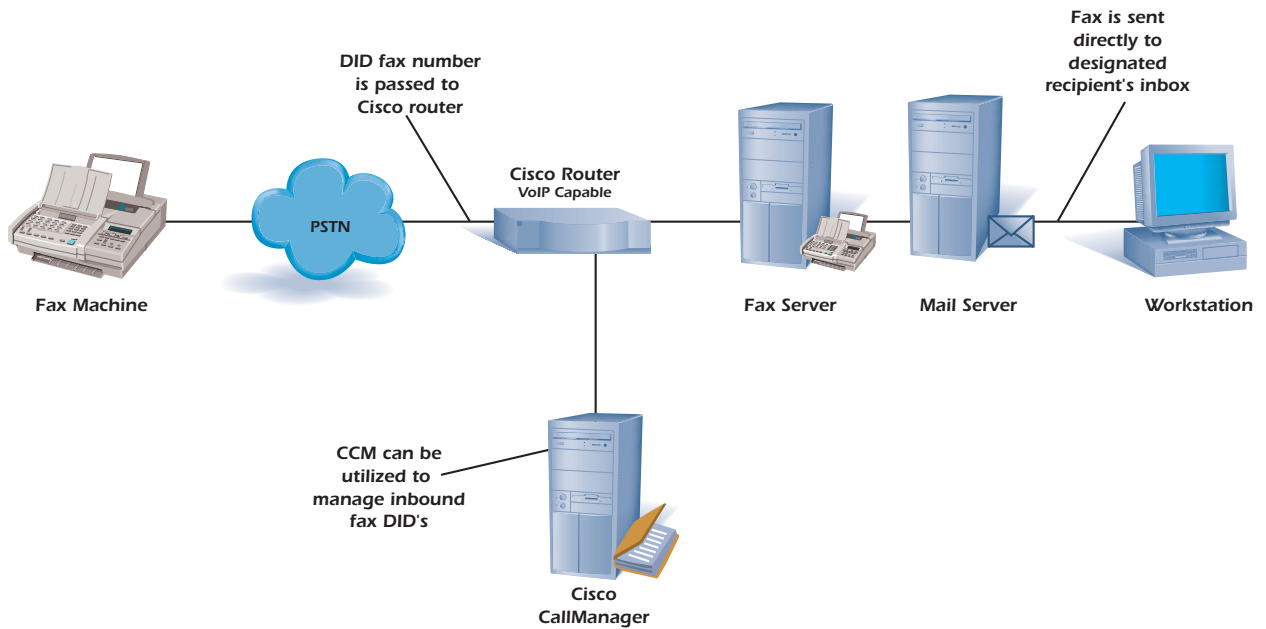 DID fax number
is passed to
Cisco router
Fax is sent
directly to
designated
recipient's inbox
Cisco Router
VoIP Capable
PSTN
Fax Machine
Fax Server
Mail Server
Workstation
CCM can be
utilized to
manage inbound
fax DID's
Cisco
CallManager